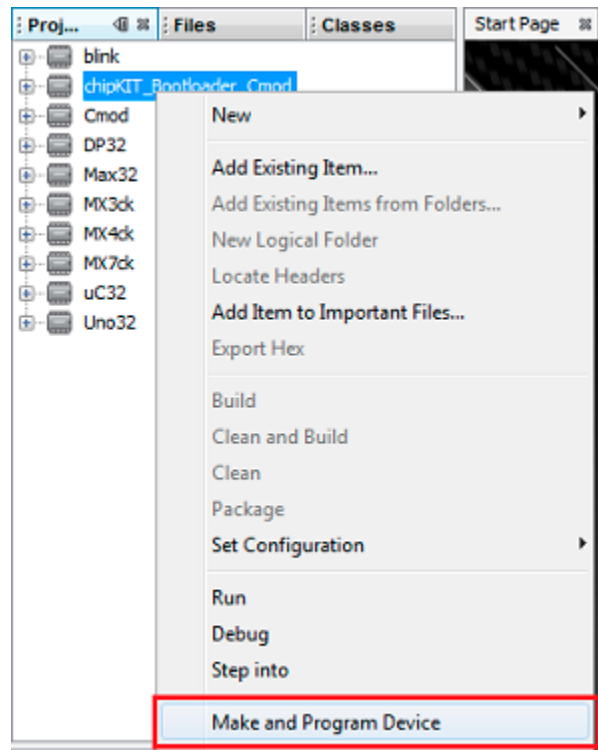 Proj...
Files
Classes
Start Page
blink
chipKIT_Bootloader_Cmod
Cmod
DP32
Max32
MX3ck
MX4ck
MX7ck
uC32
Uno32
New
Add Existing Item...
Add Existing Items from Folders...
New Logical Folder
Locate Headers
Add Item to Important Files...
Export Hex
Build
Clean and Build
Clean
Package
Set Configuration
Run
Debug
Step into
Make and Program Device